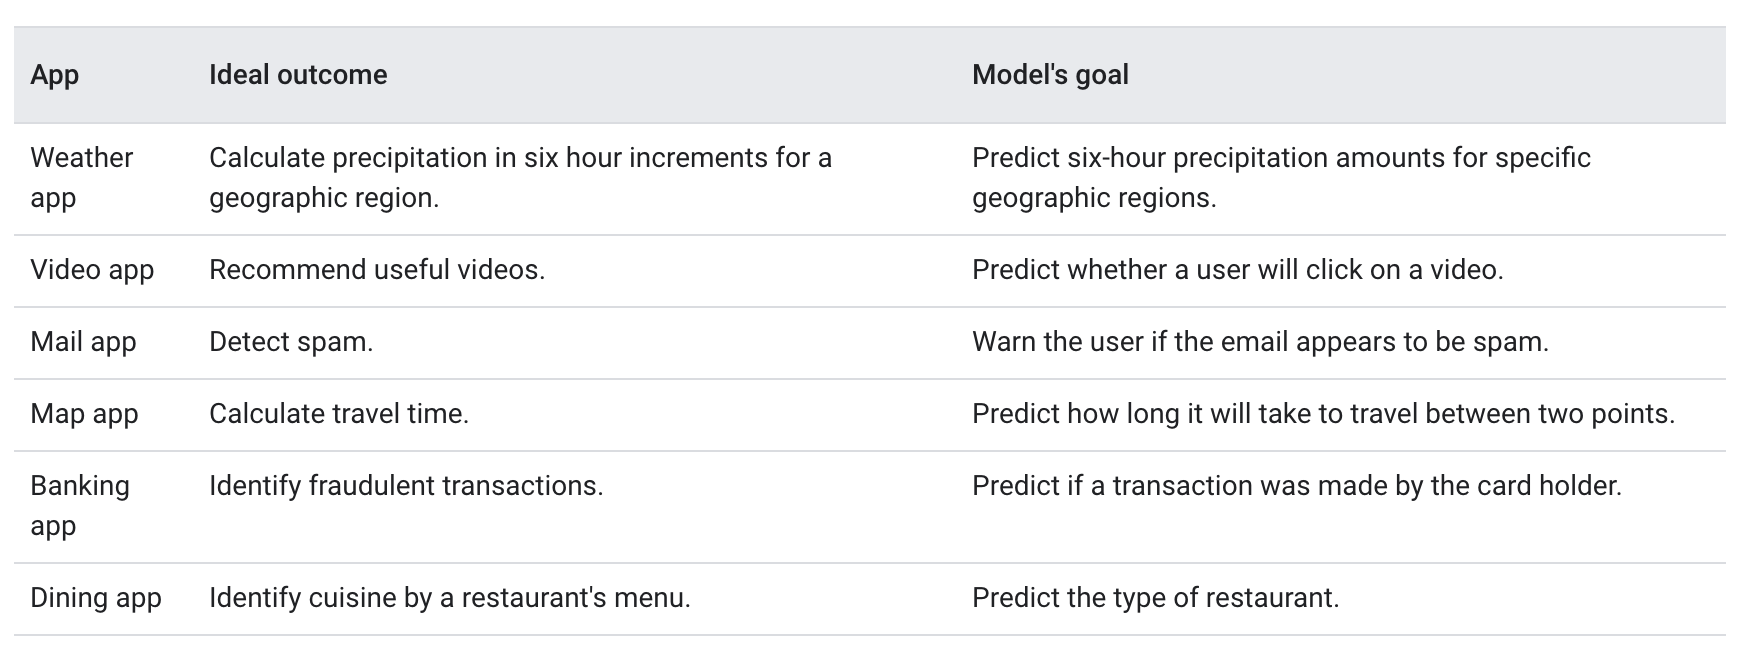 App Ideal outcome Model's goal
Weather Calculate precipitation in six hour increments for a Predict six-hour precipitation amounts for specific
app geographic region. geographic regions.
Video app Recommend useful videos. Predict whether a user will click on a video.
Mail app Detect spam. Warn the user if the email appears to be spam.
Map app Calculate travel time. Predict how long it will take to travel between two points.
Banking Identify fraudulent transactions. Predict if a transaction was made by the card holder.
app
Dining app Identify cuisine by a restaurant's menu. Predict the type of restaurant.